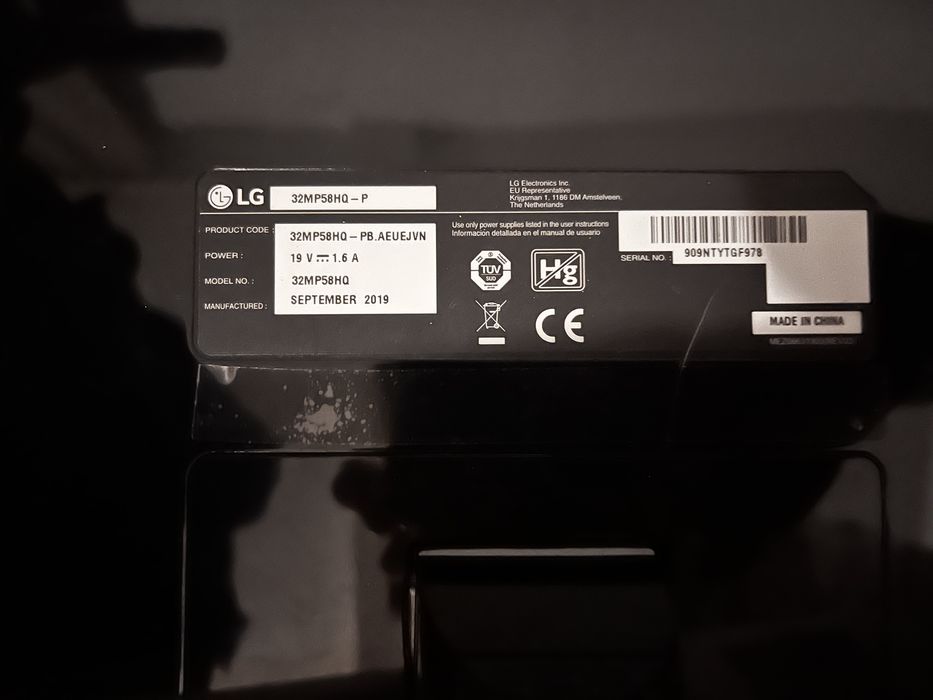 LG 32MP58HQ – P
LG Electronics Inc.
EU Representative
Krijgsman 1, 1186 DM Amstelveen,
The Netherlands
PRODUCT CODE : 32MP58HQ – PB.AEUEJVN
POWER : 19 V 1.6 A
MODEL NO. : 32MP58HQ
MANUFACTURED : SEPTEMBER 2019
Use only power supplies listed in the user instructions
Información detallada en el manual de usuario
TÜV
SÜD
Hg
CE
SERIAL NO. : 909NTYTGF978
MADE IN CHINA